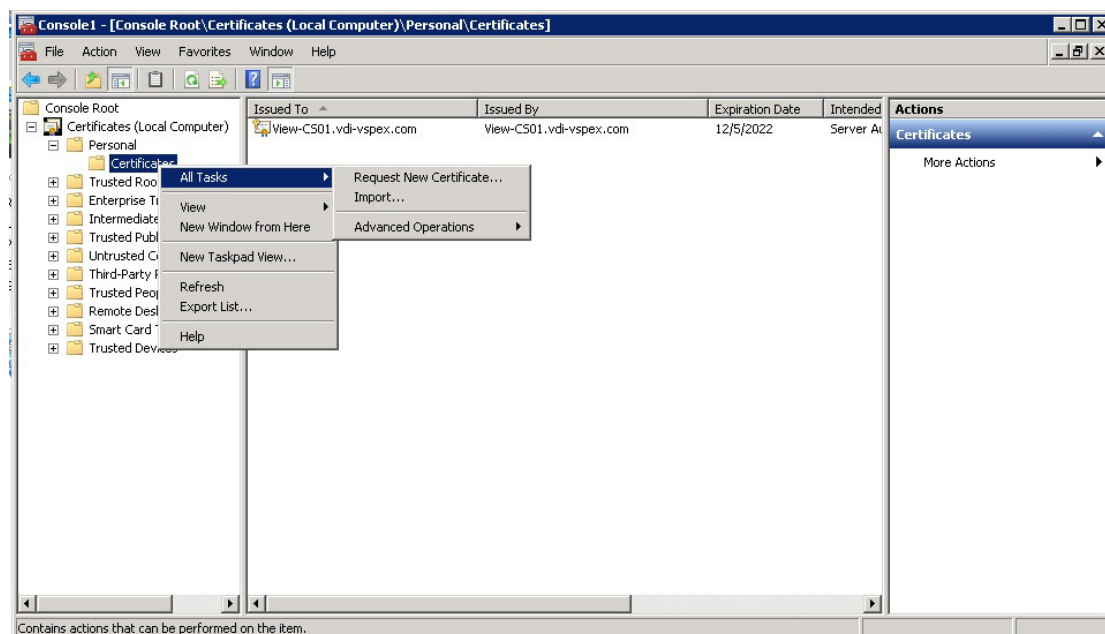 Console1 - [Console Root\Certificates (Local Computer)\Personal\Certificates]
File Action View Favorites Window Help
Console Root
Certificates (Local Computer)
Personal
Certificates
Trusted Roo
Enterprise Tr
Intermediate
Trusted Publ
Untrusted Ce
Third-Party R
Trusted Peop
Remote Desk
Smart Card T
Trusted Devices
All Tasks
View
New Window from Here
New Taskpad View...
Refresh
Export List...
Help
Request New Certificate...
Import...
Advanced Operations
Issued To Issued By Expiration Date Intended
View-CS01.vdi-vspex.com View-CS01.vdi-vspex.com 12/5/2022 Server Au
Actions
Certificates
More Actions
Contains actions that can be performed on the item.